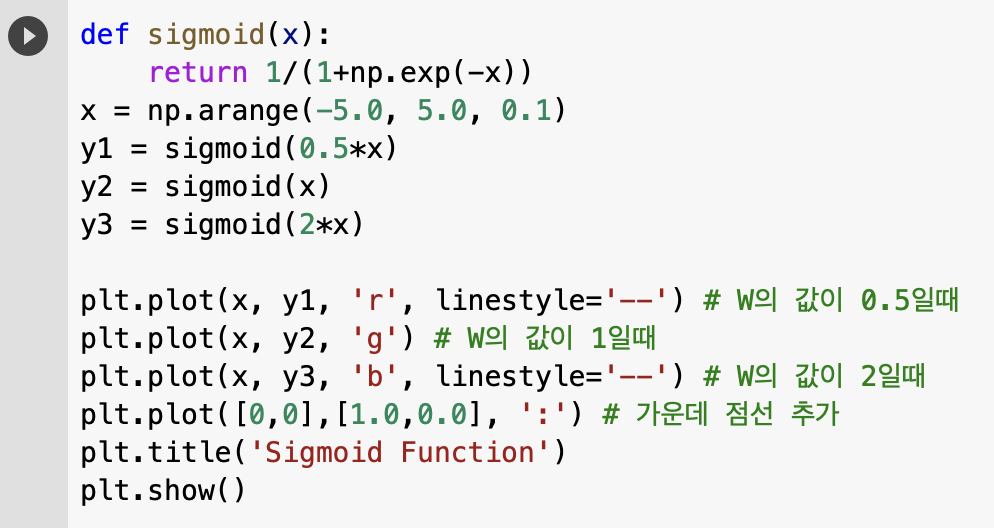 def sigmoid(x):
    return 1/(1+np.exp(-x))
x = np.arange(-5.0, 5.0, 0.1)
y1 = sigmoid(0.5*x)
y2 = sigmoid(x)
y3 = sigmoid(2*x)

plt.plot(x, y1, 'r', linestyle='--') # W의 값이 0.5일때
plt.plot(x, y2, 'g') # W의 값이 1일때
plt.plot(x, y3, 'b', linestyle='--') # W의 값이 2일때
plt.plot([0,0],[1.0,0.0], ':') # 가운데 점선 추가
plt.title('Sigmoid Function')
plt.show()